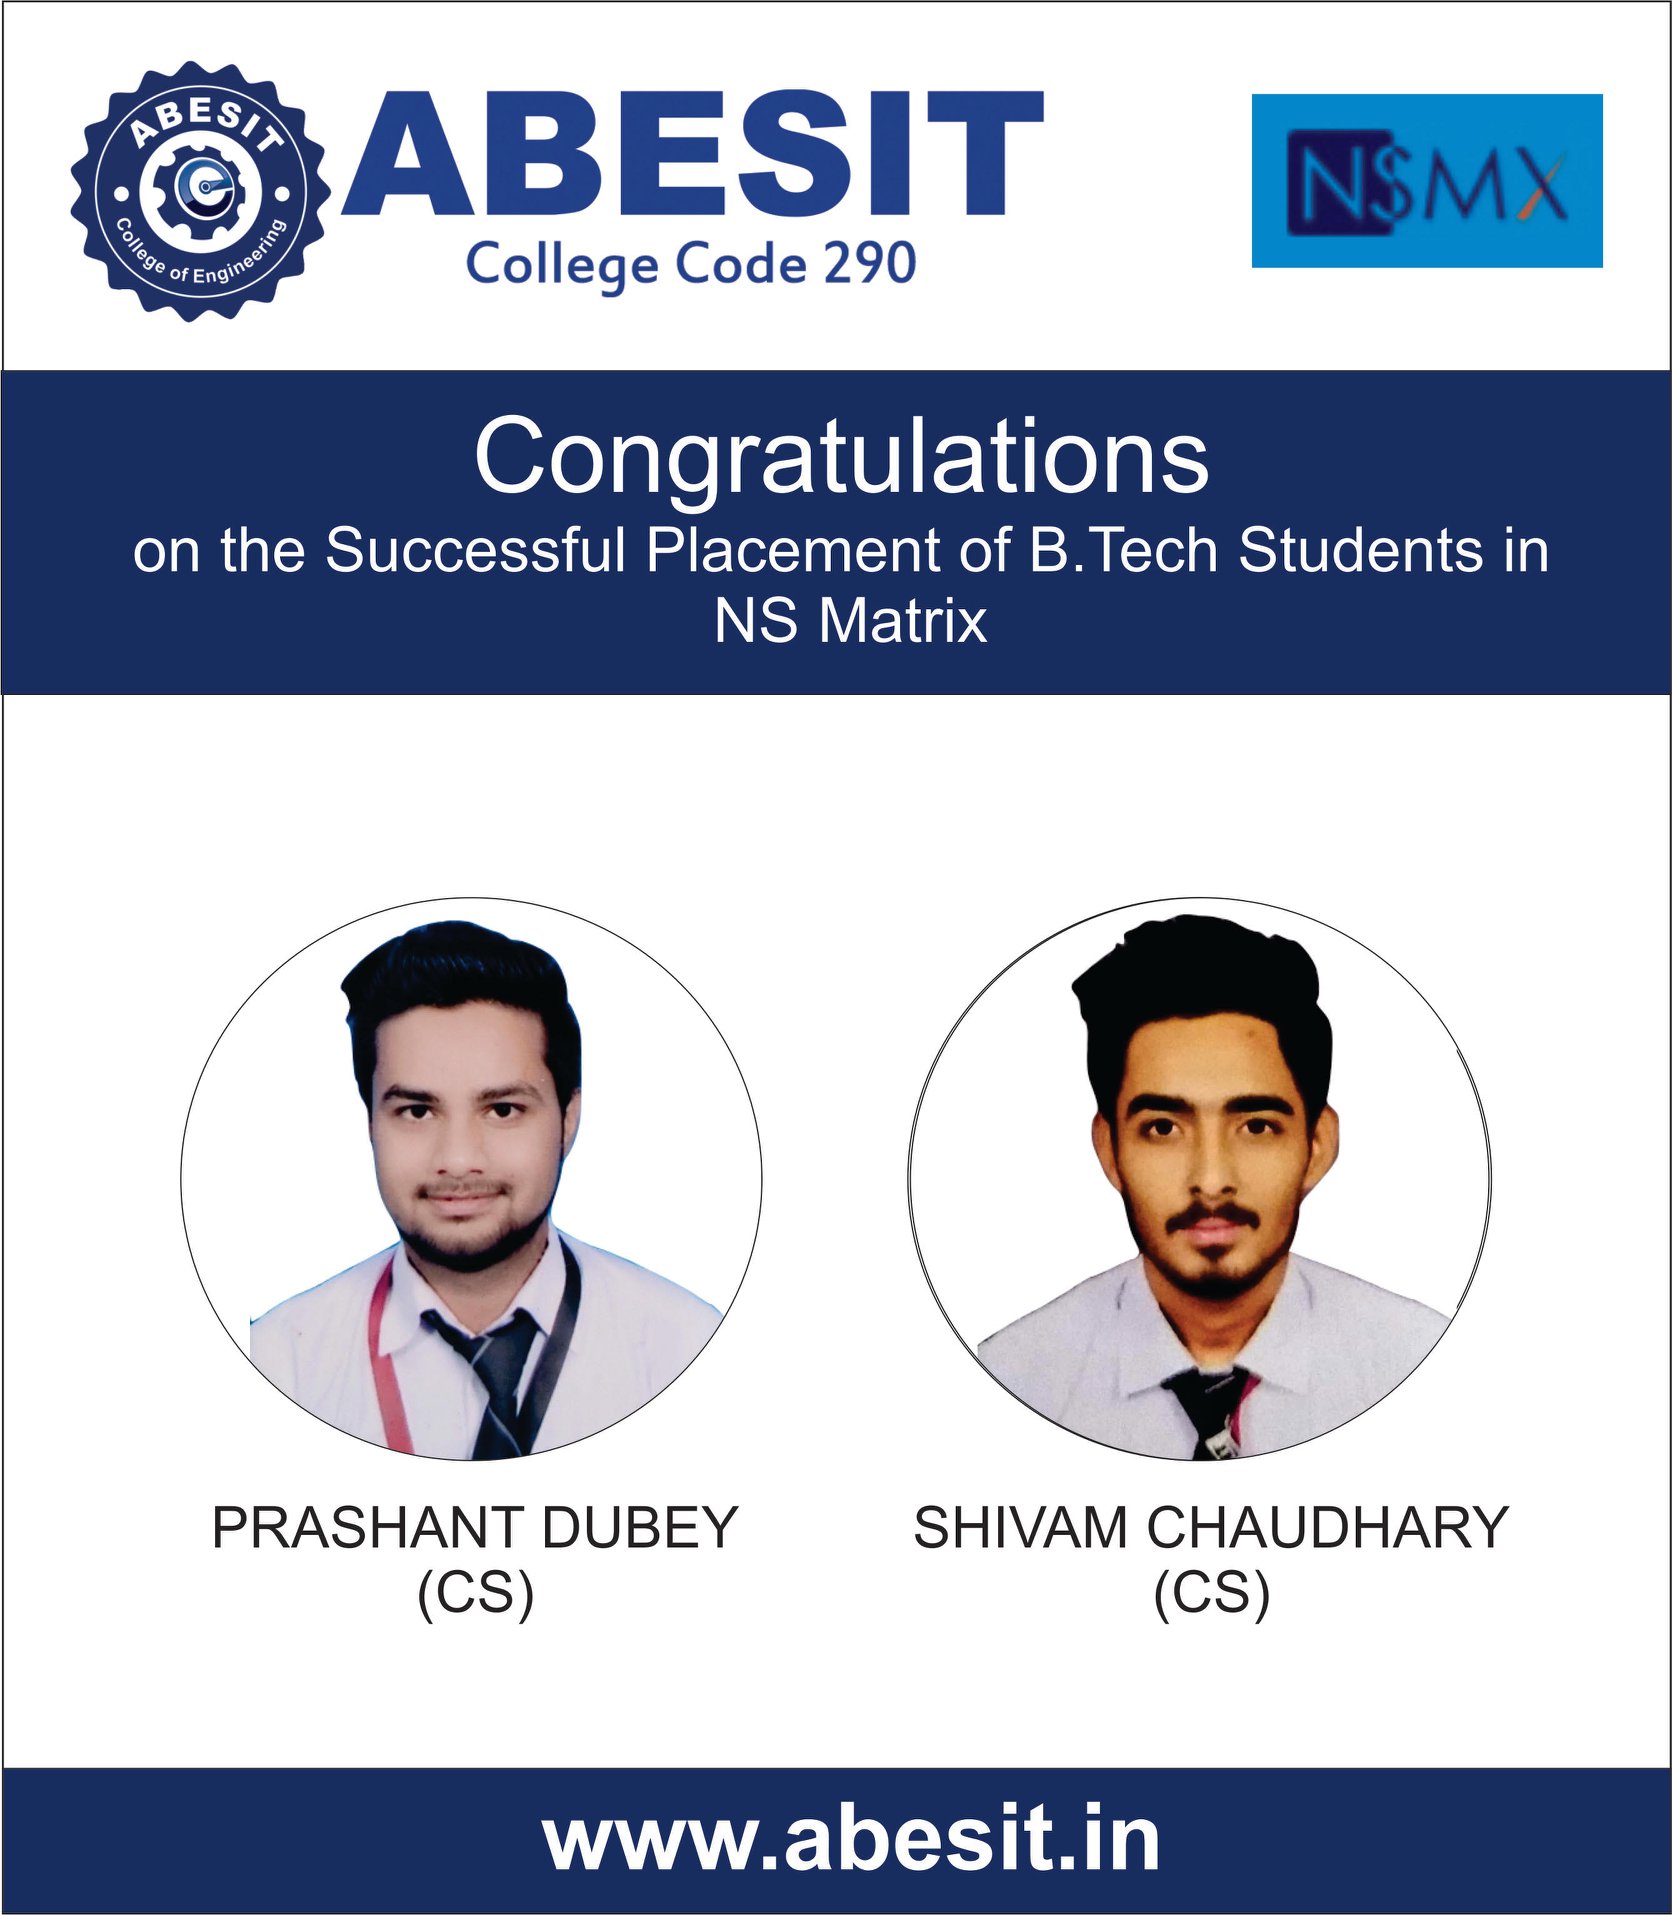 ABESIT
College of Engineering
ABESIT
College Code 290
NSMX
Congratulations
on the Successful Placement of B.Tech Students in
NS Matrix
PRASHANT DUBEY
(CS)
SHIVAM CHAUDHARY
(CS)
www.abesit.in